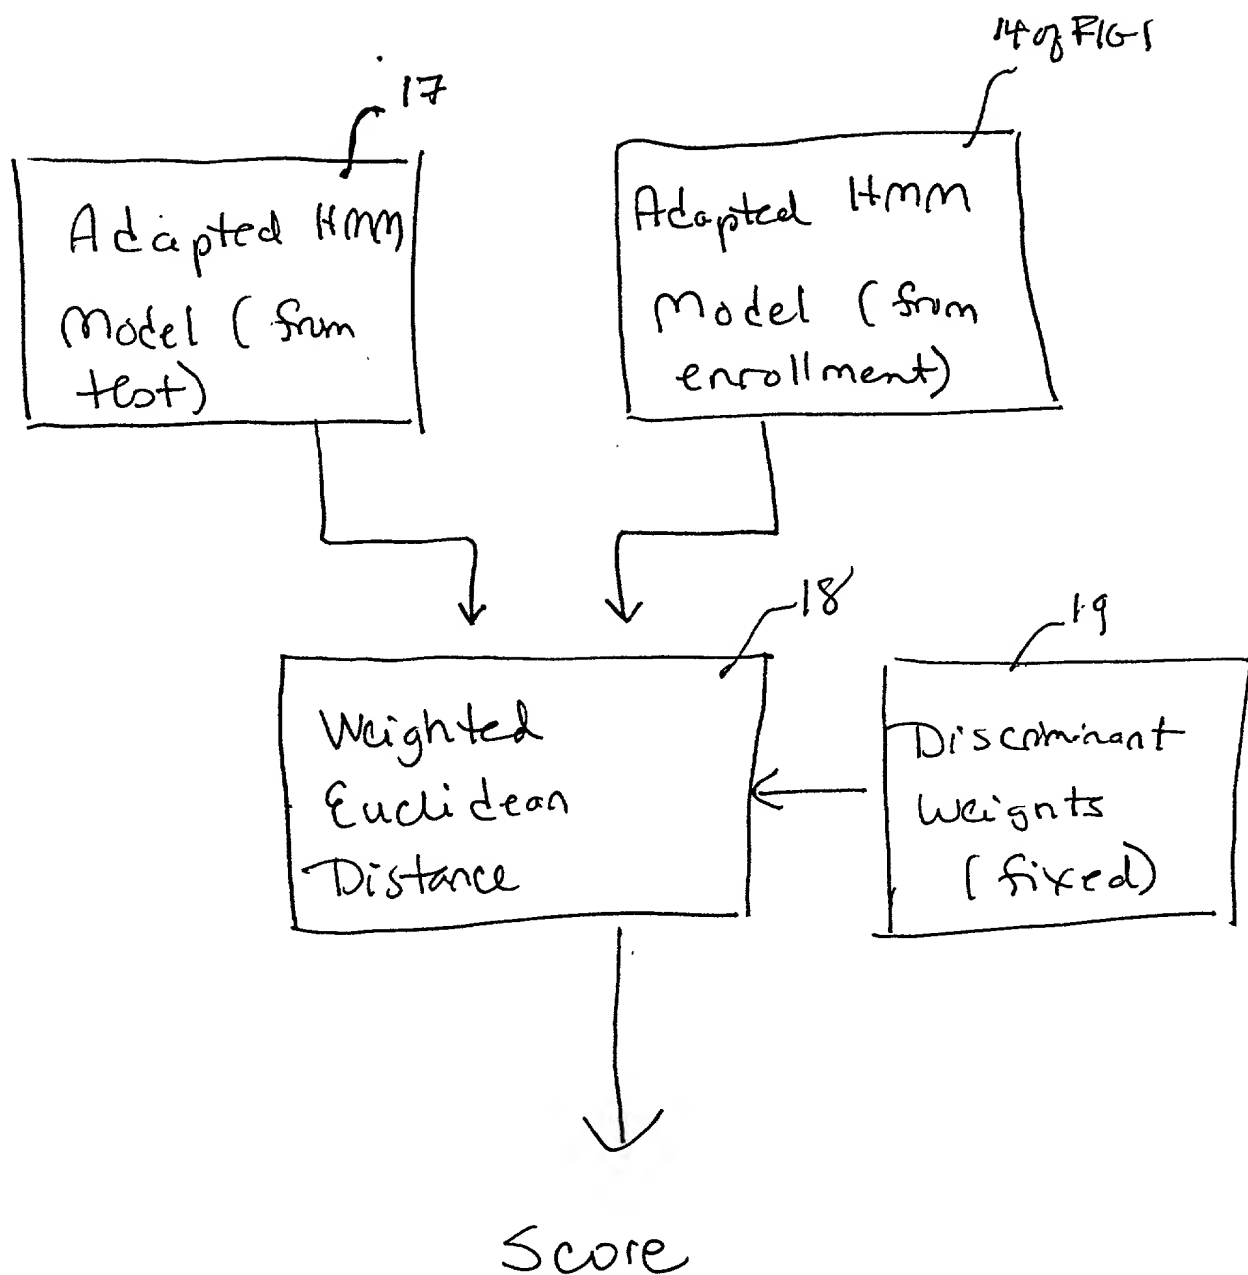 14 of FIG 1
17
Adapted HMM
Model (from
test)
Adapted HMM
Model (from
enrollment)
18
19
Weighted
Euclidean
Distance
Discriminant
Weights
(fixed)
Score